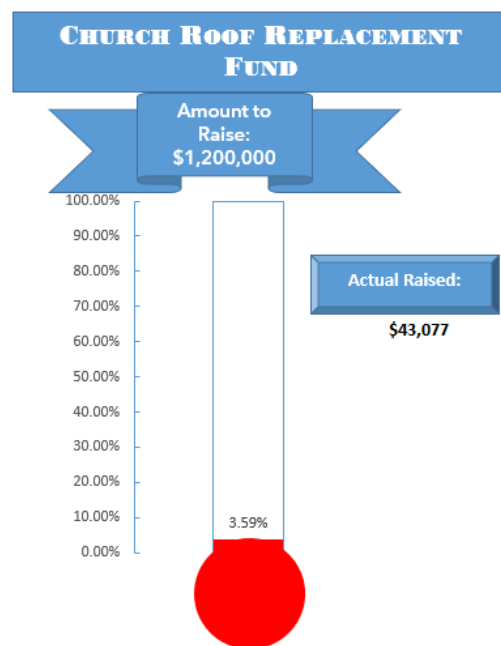 CHURCH ROOF REPLACEMENT
FUND
Amount to
Raise:
$1,200,000
100.00%
90.00%
80.00%
Actual Raised:
70.00%
$43,077
60.00%
50.00%
40.00%
30.00%
20.00%
10.00%
3.59%
0.00%